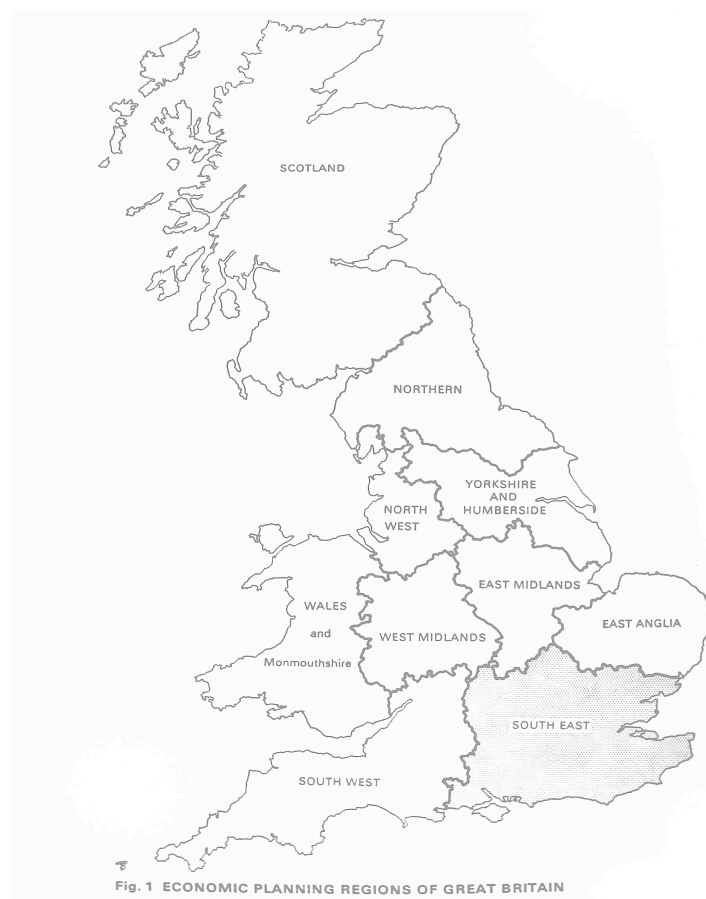 SCOTLAND
NORTHERN
YORKSHIRE
AND
HUMBERSIDE
NORTH
WEST
EAST MIDLANDS
WALES
and
Monmouthshire
WEST MIDLANDS
EAST ANGLIA
SOUTH EAST
SOUTH WEST
Fig. 1 ECONOMIC PLANNING REGIONS OF GREAT BRITAIN